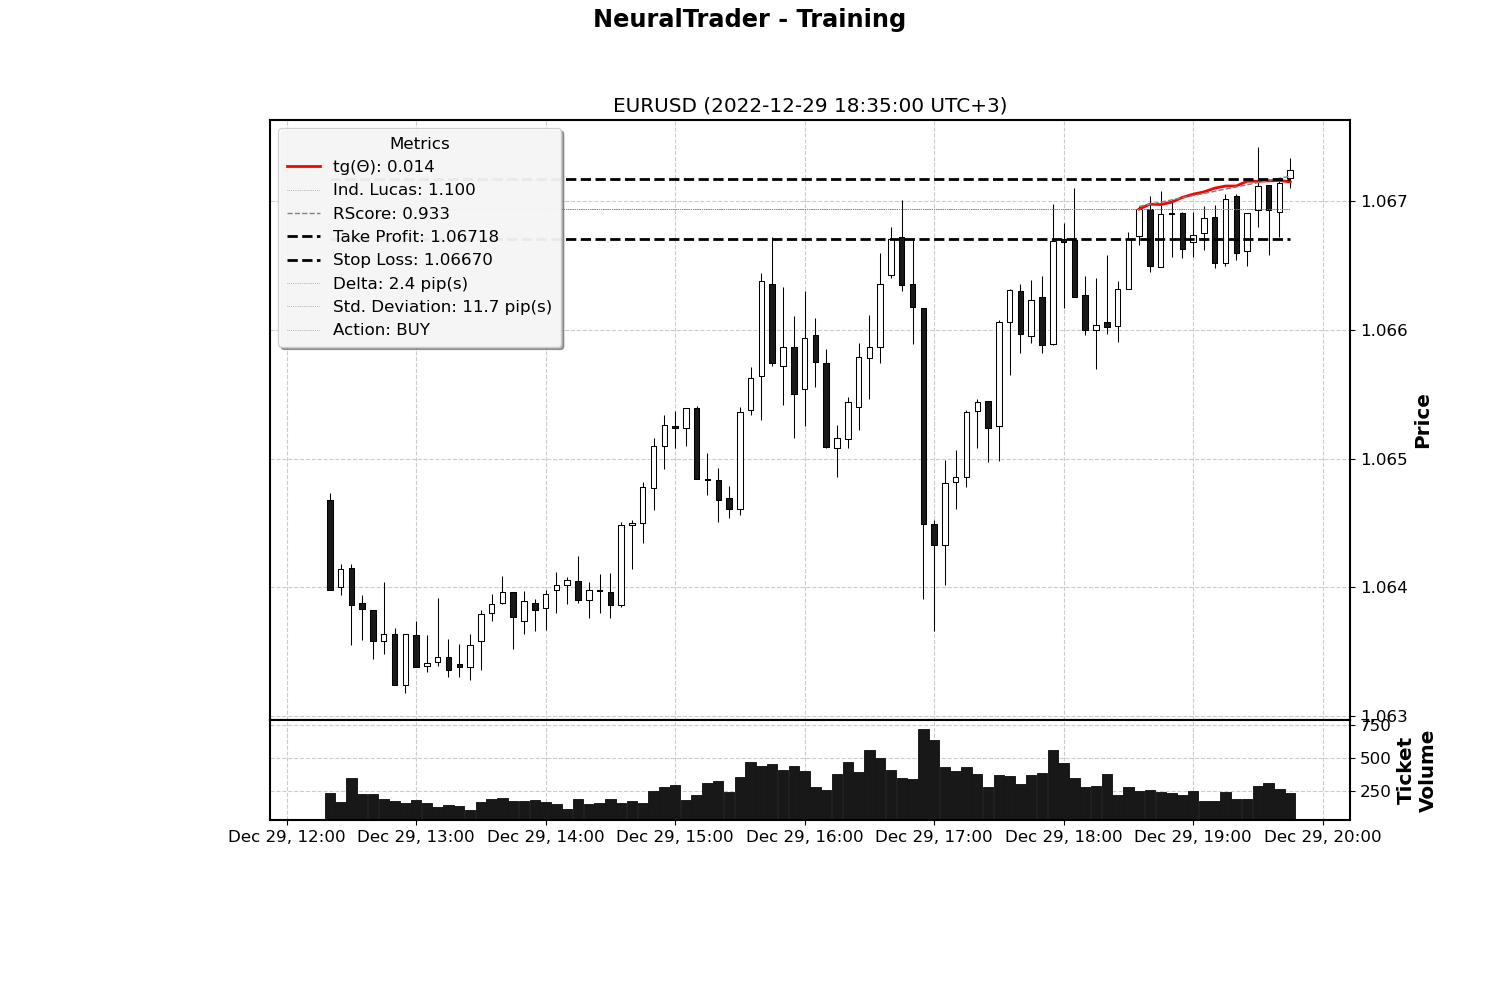 NeuralTrader - Training
EURUSD (2022-12-29 18:35:00 UTC+3)
Metrics
tg(Θ): 0.014
Ind. Lucas: 1.100
RScore: 0.933
Take Profit: 1.06718
Stop Loss: 1.06670
Delta: 2.4 pip(s)
Std. Deviation: 11.7 pip(s)
Action: BUY
1.067
1.066
1.065
1.064
1.063
Price
750
500
250
Ticket
Volume
Dec 29, 12:00 Dec 29, 13:00 Dec 29, 14:00 Dec 29, 15:00 Dec 29, 16:00 Dec 29, 17:00 Dec 29, 18:00 Dec 29, 19:00 Dec 29, 20:00